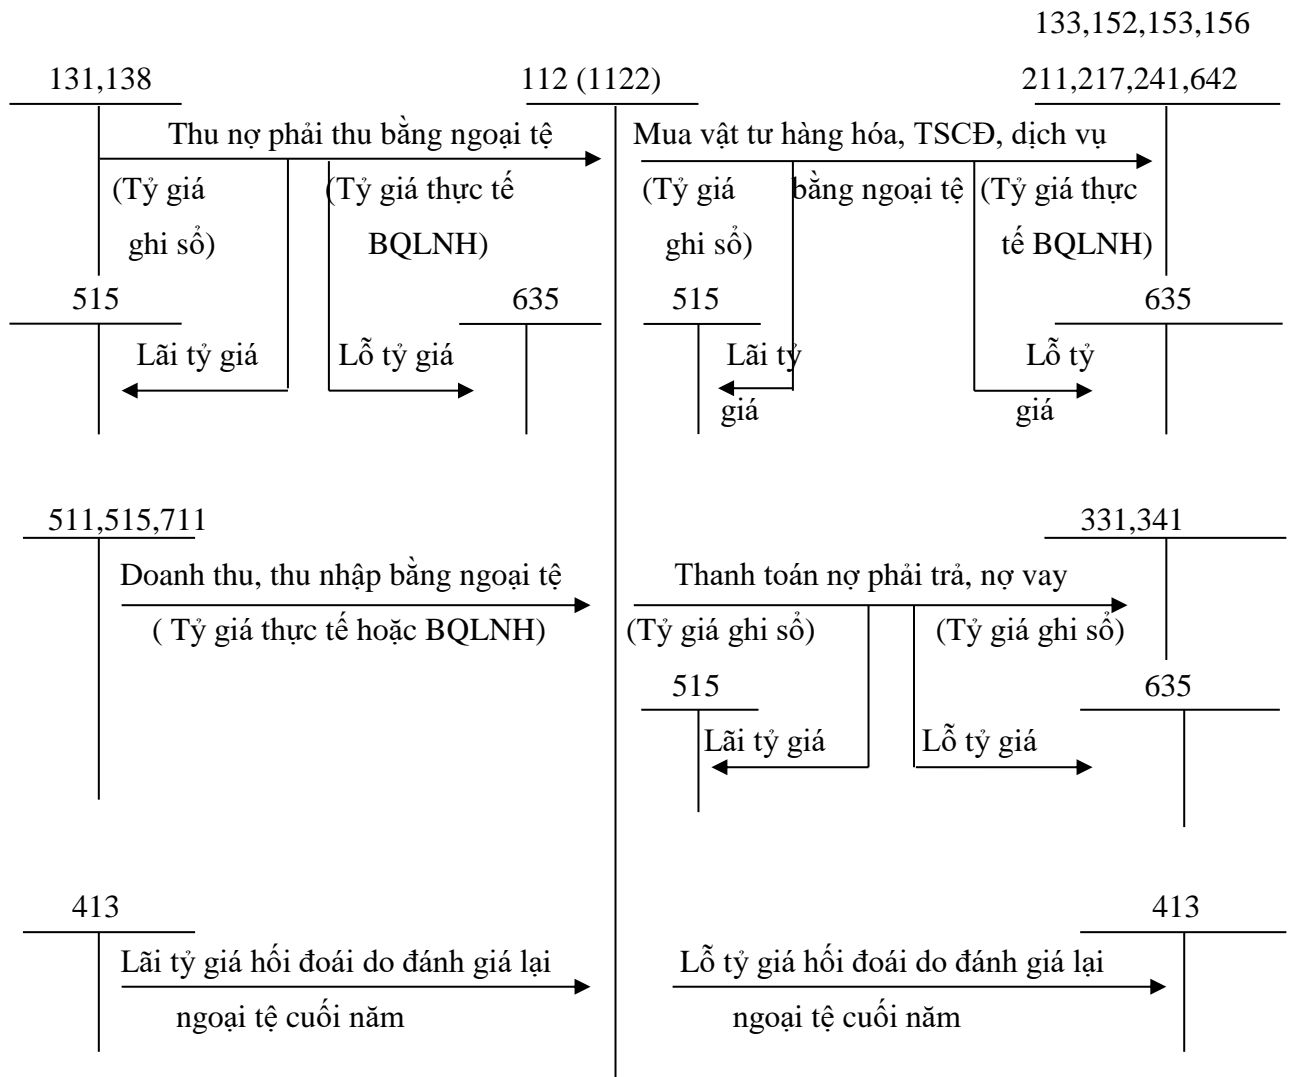 133,152,153,156
131,138 112 (1122) 211,217,241,642
Thu nợ phải thu bằng ngoại tệ Mua vật tư hàng hóa, TSCĐ, dịch vụ
(Tỷ giá (Tỷ giá thực tế (Tỷ giá bằng ngoại tệ (Tỷ giá thực
ghi sổ) BQLNH) ghi sổ) tế BQLNH)
515 635 515 635
Lãi tỷ giá Lỗ tỷ giá Lãi tỷ Lỗ tỷ
giá giá
511,515,711 331,341
Doanh thu, thu nhập bằng ngoại tệ Thanh toán nợ phải trả, nợ vay
( Tỷ giá thực tế hoặc BQLNH) (Tỷ giá ghi sổ) (Tỷ giá ghi sổ)
515 635
Lãi tỷ giá Lỗ tỷ giá
413 413
Lãi tỷ giá hối đoái do đánh giá lại Lỗ tỷ giá hối đoái do đánh giá lại
ngoại tệ cuối năm ngoại tệ cuối năm